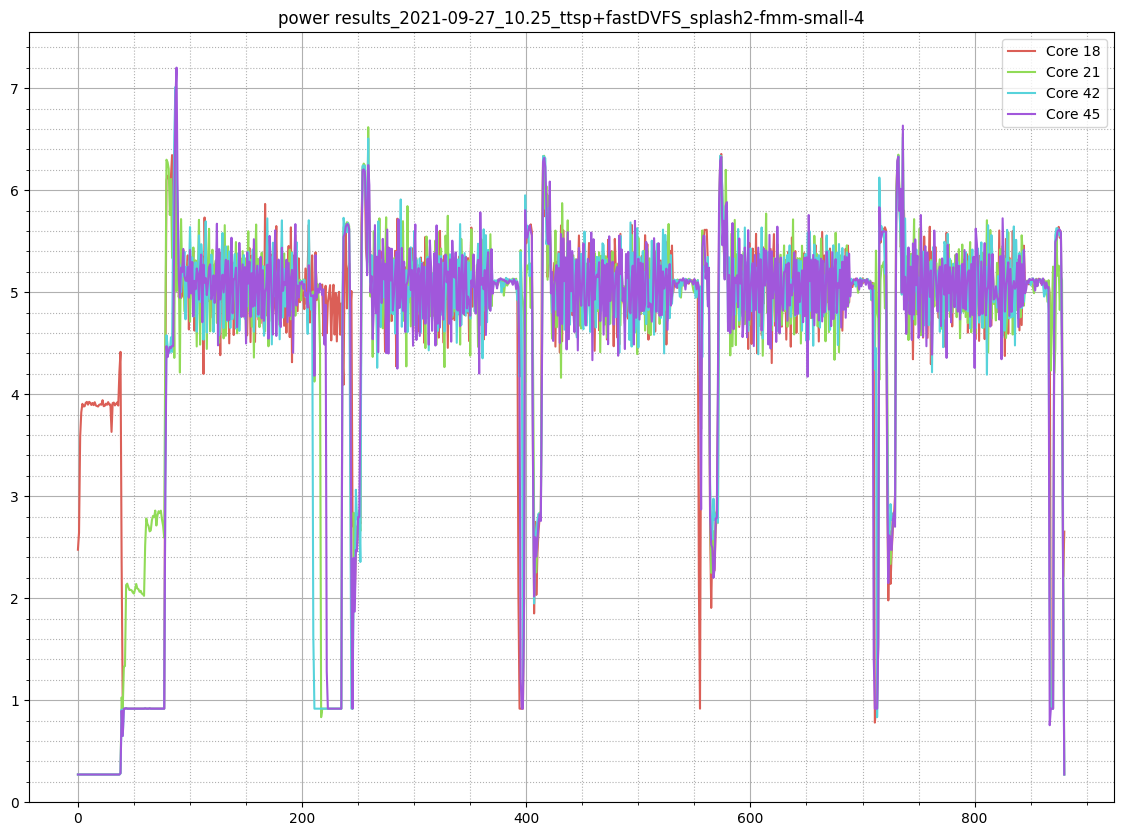 power results_2021-09-27_10.25_ttsp+fastDVFS_splash2-fmm-small-4
Core 18
Core 21
Core 42
Core 45
7
6
5
4
3
2
1
0
0 200 400 600 800